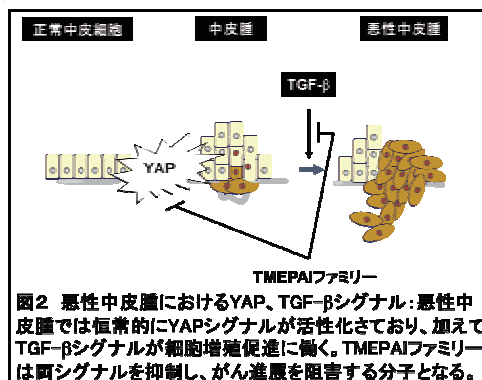 正常中皮細胞 中皮腫 悪性中皮腫
TGF-β
YAP
TMEPAIファミリー
図2 悪性中皮腫におけるYAP、TGF-βシグナル：悪性中
皮腫では恒常的にYAPシグナルが活性化さており、加えて
TGF-βシグナルが細胞増殖促進に働く。TMEPAIファミリー
は両シグナルを抑制し、がん進展を阻害する分子となる。